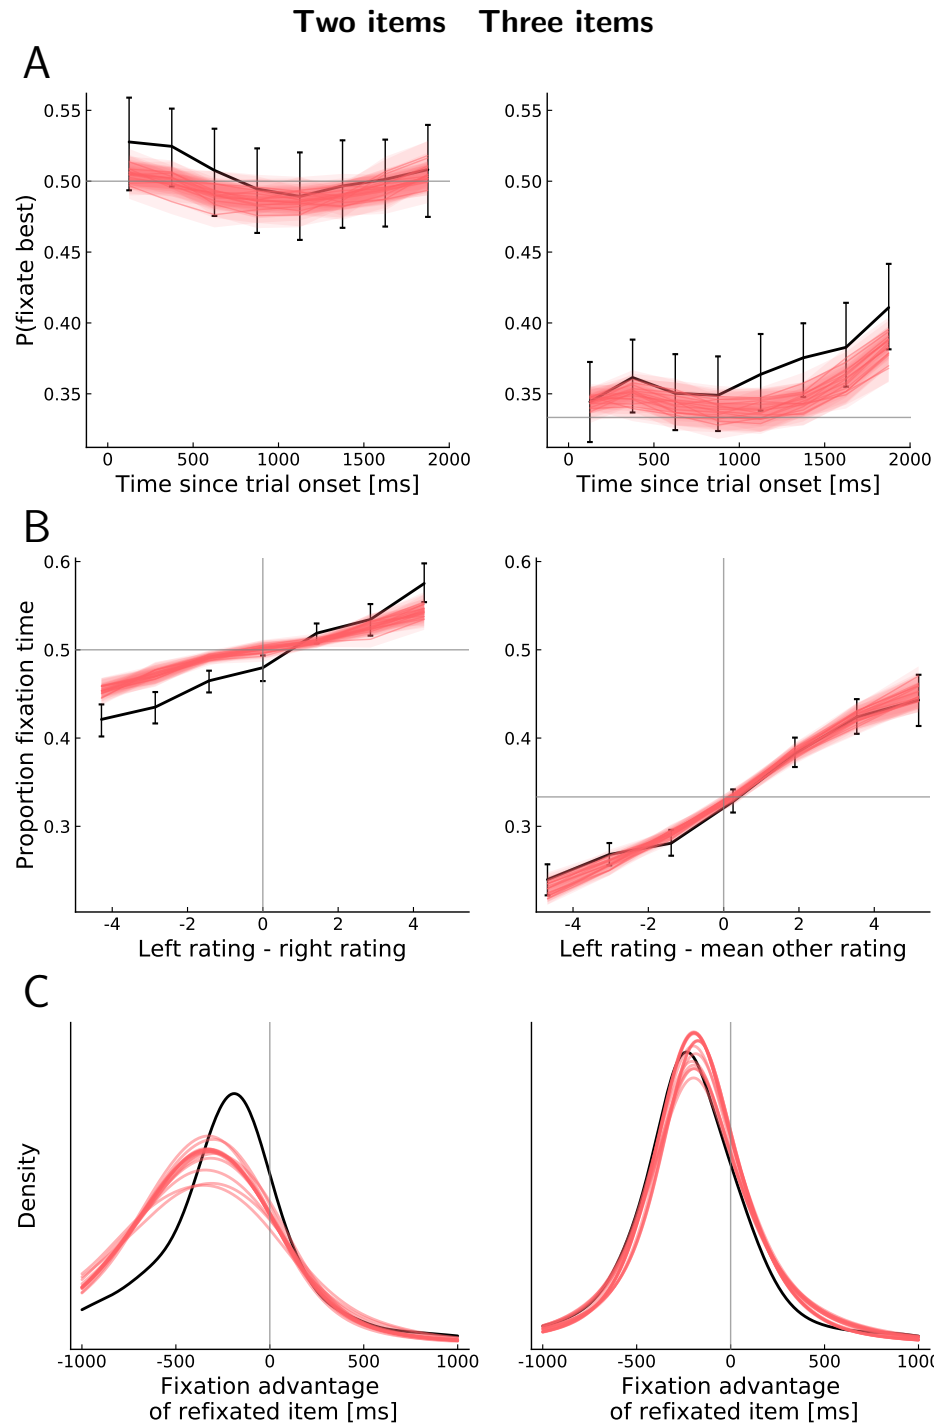 Two items Three items
A
P(fixate best)
0.55
0.50
0.45
0.40
0.35
0 500 1000 1500 2000
Time since trial onset [ms]
0.55
0.50
0.45
0.40
0.35
0 500 1000 1500 2000
Time since trial onset [ms]
B
Proportion fixation time
0.6
0.5
0.4
0.3
-4 -2 0 2 4
Left rating - right rating
0.6
0.5
0.4
0.3
-4 -2 0 2 4
Left rating - mean other rating
C
Density
-1000 -500 0 500 1000
Fixation advantage
of refixated item [ms]
-1000 -500 0 500 1000
Fixation advantage
of refixated item [ms]